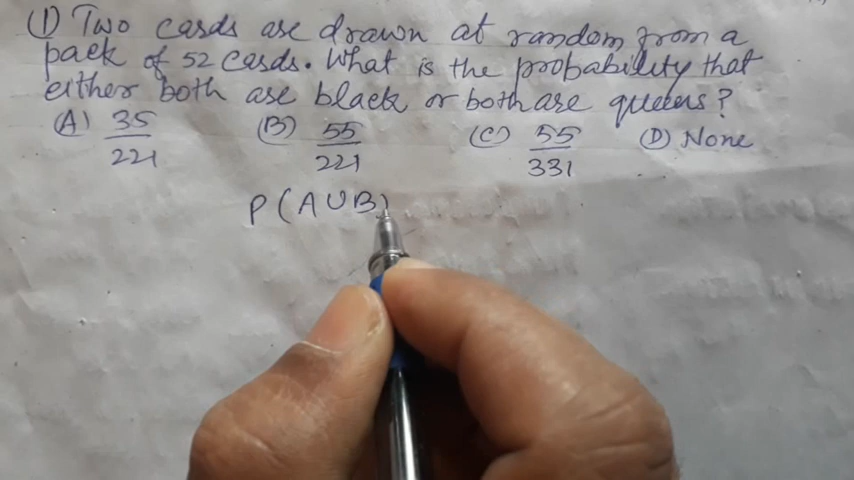 (1) Two cards are drawn at random from a
pack of 52 cards. What is the probability that
either both are black or both are queens?
(A) 35/221 (B) 55/221 (C) 55/331 (D) None
P(A∪B)